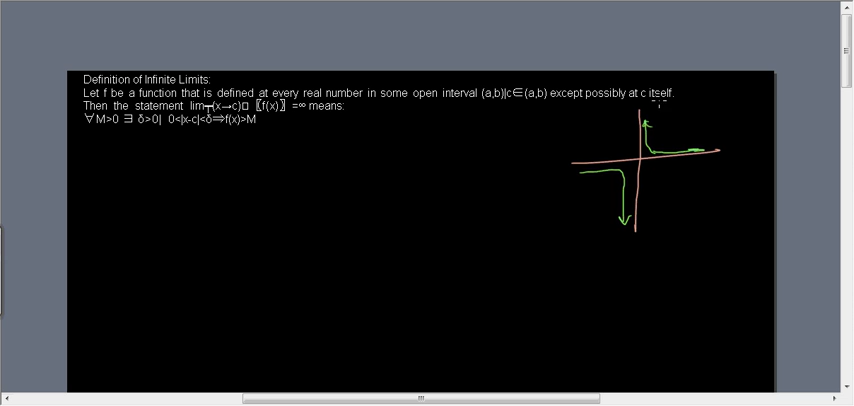 Definition of Infinite Limits:
Let f be a function that is defined at every real number in some open interval (a,b)|c∈(a,b) except possibly at c itself.
Then the statement lim┬(x→c)⁡〖f(x)〗 =∞ means:
∀M>0 ∃ δ>0| 0<|x-c|<δ⇒f(x)>M